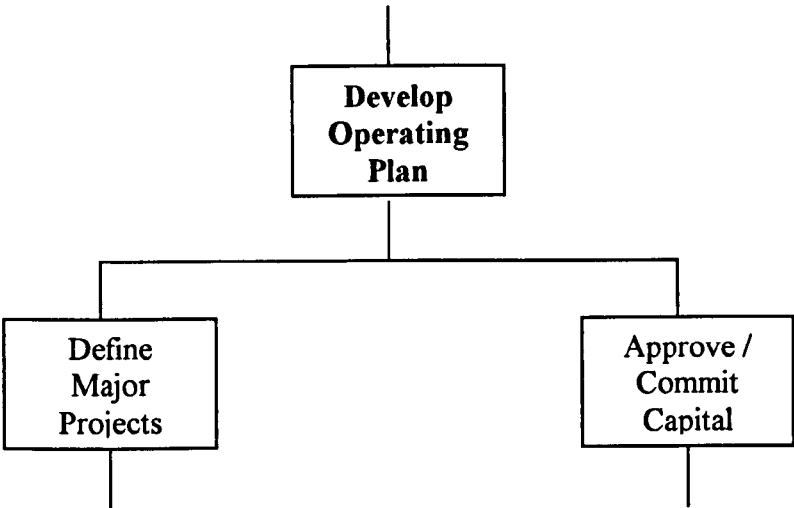 Develop
Operating
Plan
Define
Major
Projects
Approve /
Commit
Capital